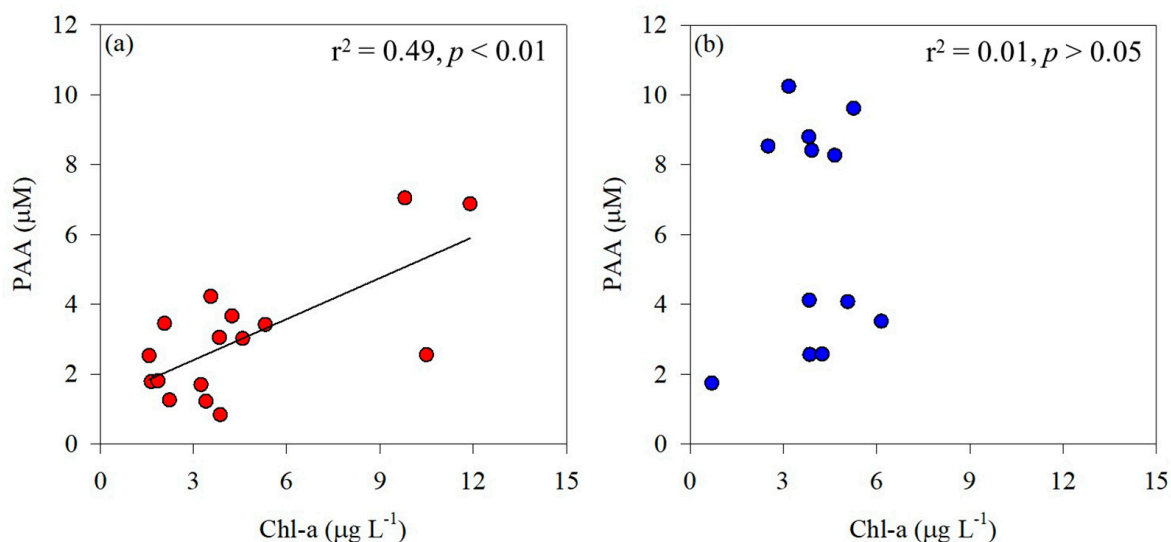 (a)
r² = 0.49, p < 0.01
12
10
8
6
4
2
0
PAA (μM)
0 3 6 9 12 15
Chl-a (μg L⁻¹)
(b)
r² = 0.01, p > 0.05
12
10
8
6
4
2
0
PAA (μM)
0 3 6 9 12 15
Chl-a (μg L⁻¹)